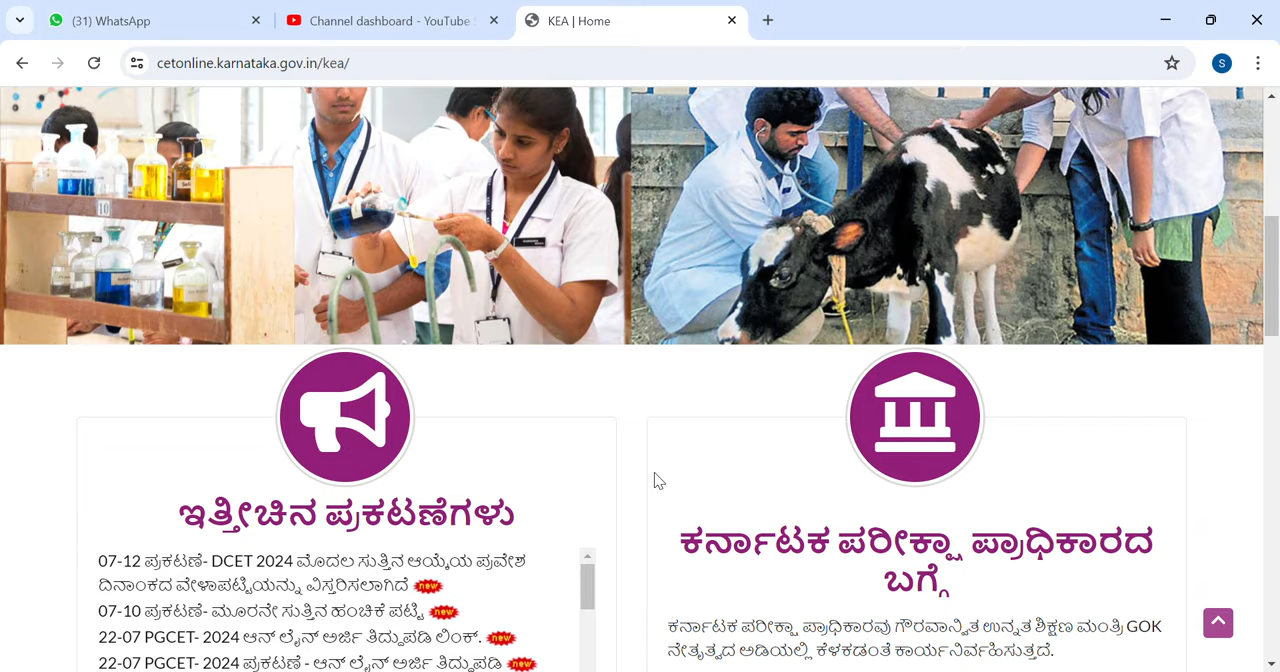 (31) WhatsApp
Channel dashboard - YouTube
KEA | Home
cetonline.karnataka.gov.in/kea/
S
10
ಇತ್ತೀಚಿನ ಪ್ರಕಟಣೆಗಳು
07-12 ಪ್ರಕಟಣೆ- DCET 2024 ಮೊದಲ ಸುತ್ತಿನ ಆಯ್ಕೆಯ ಪ್ರವೇಶ
ದಿನಾಂಕದ ವೇಳಾಪಟ್ಟಿಯನ್ನು ವಿಸ್ತರಿಸಲಾಗಿದೆ new
07-10 ಪ್ರಕಟಣೆ- ಮೂರನೇ ಸುತ್ತಿನ ಹಂಚಿಕೆ ಪಟ್ಟಿ new
22-07 PGCET- 2024 ಆನ್ ಲೈನ್ ಅರ್ಜಿ ತಿದ್ದುಪಡಿ ಲಿಂಕ್. new
22-07 PGCET- 2024 ಪ್ರಕಟಣೆ - ಆನ್ ಲೈನ್ ಅರ್ಜಿ ತಿದ್ದುಪಡಿ new
ಕರ್ನಾಟಕ ಪರೀಕ್ಷಾ ಪ್ರಾಧಿಕಾರದ
ಬಗ್ಗೆ
ಕರ್ನಾಟಕ ಪರೀಕ್ಷಾ ಪ್ರಾಧಿಕಾರವು ಗೌರವಾನ್ವಿತ ಉನ್ನತ ಶಿಕ್ಷಣ ಮಂತ್ರಿ GOK
ನೇತೃತ್ವದ ಅಡಿಯಲ್ಲಿ ಕೆಳಕಂಡಂತೆ ಕಾರ್ಯನಿರ್ವಹಿಸುತ್ತದೆ.